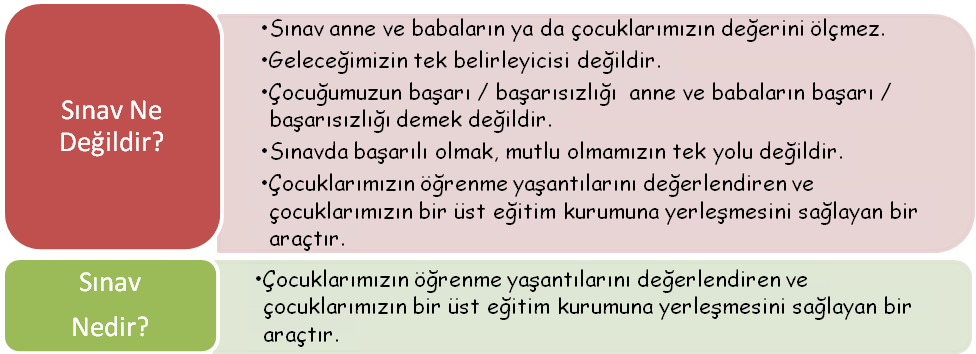 Sınav Ne
Değildir?
•Sınav anne ve babaların ya da çocuklarımızın değerini ölçmez.
•Geleceğimizin tek belirleyicisi değildir.
•Çocuğumuzun başarı / başarısızlığı anne ve babaların başarı /
başarısızlığı demek değildir.
•Sınavda başarılı olmak, mutlu olmamızın tek yolu değildir.
•Çocuklarımızın öğrenme yaşantılarını değerlendiren ve
çocuklarımızın bir üst eğitim kurumuna yerleşmesini sağlayan bir
araçtır.
Sınav
Nedir?
•Çocuklarımızın öğrenme yaşantılarını değerlendiren ve
çocuklarımızın bir üst eğitim kurumuna yerleşmesini sağlayan bir
araçtır.